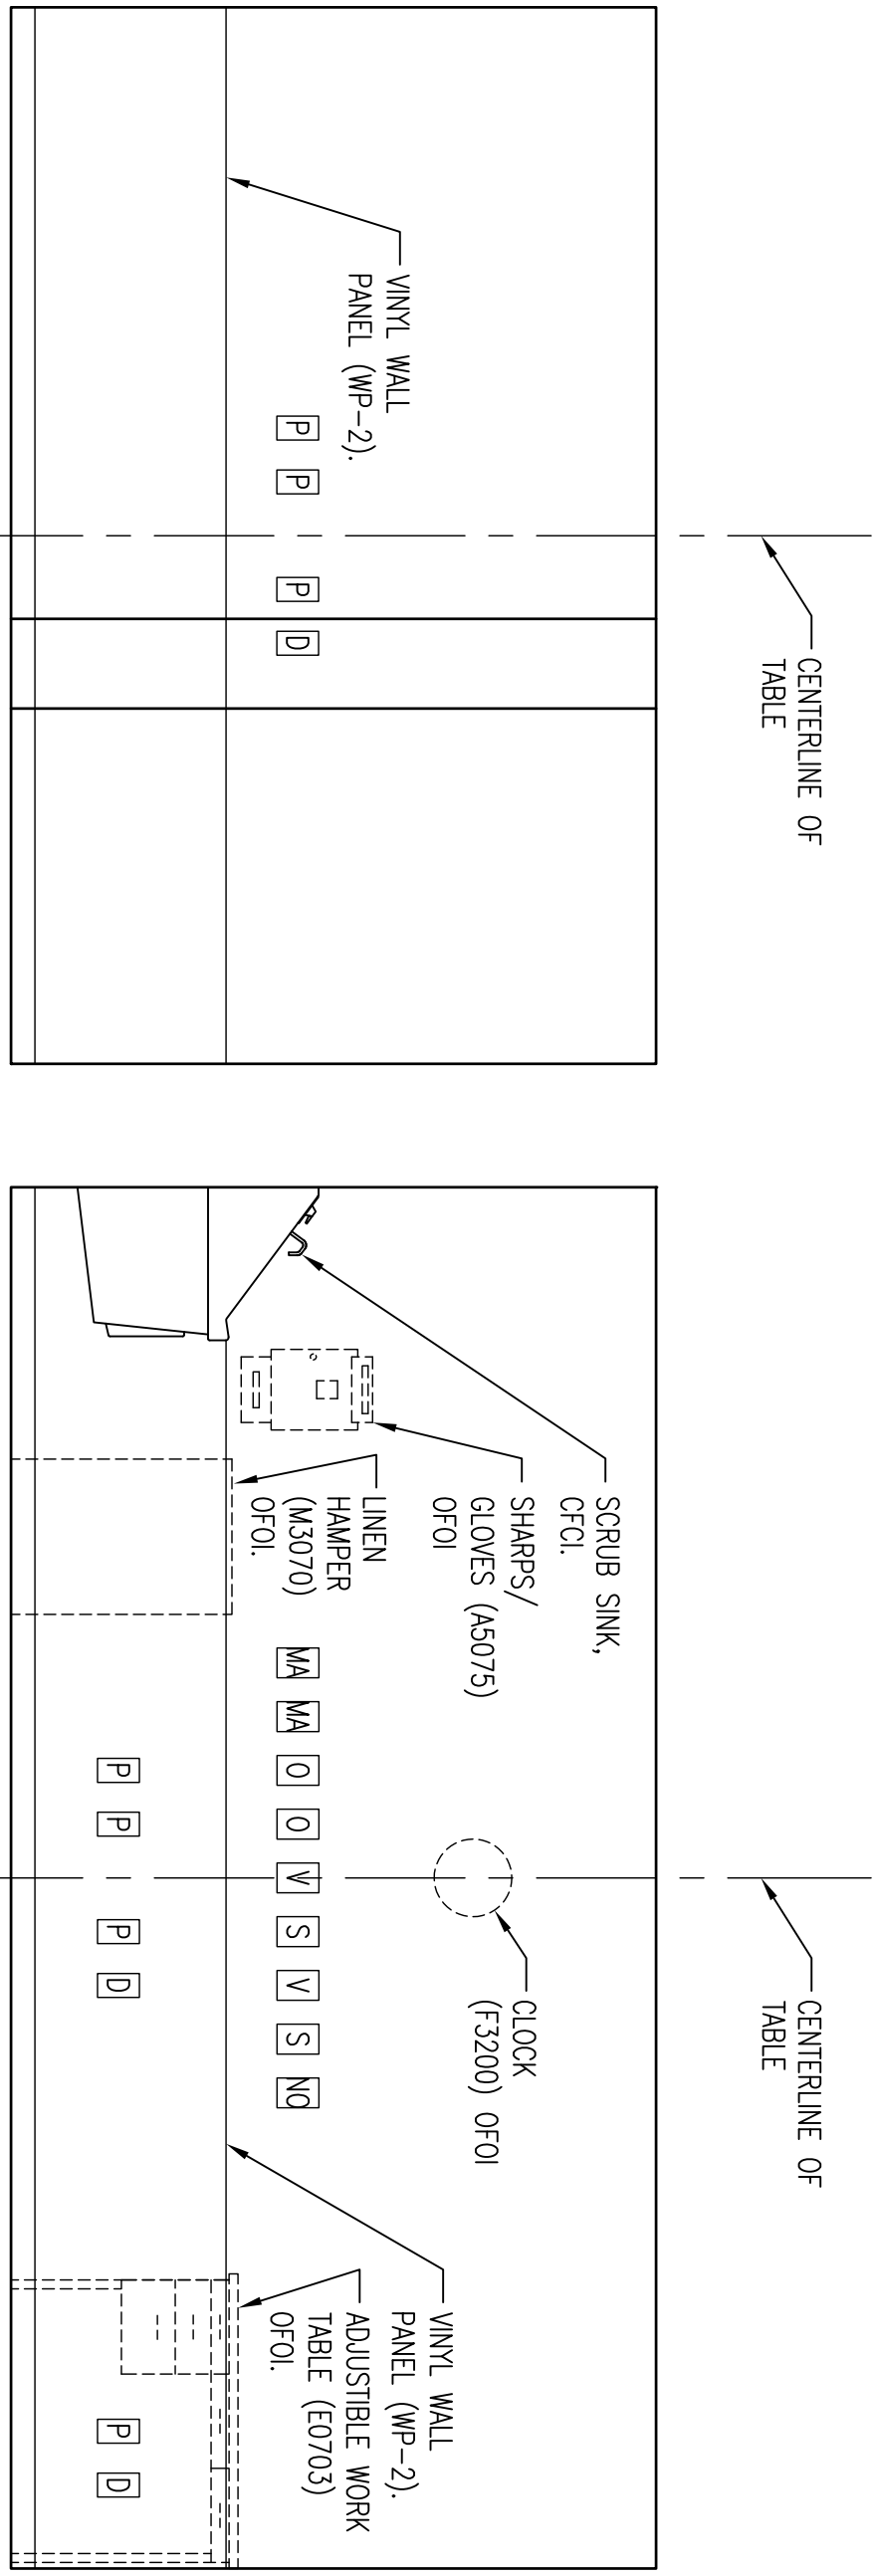 CENTERLINE OF
TABLE
VINYL WALL
PANEL (WP-2).
P P P D
CENTERLINE OF
TABLE
SCRUB SINK,
CFCI.
SHARPS/
GLOVES (A5075)
OFOI
CLOCK
(F3200) OFOI
LINEN
HAMPER
(M3070)
OFOI.
VINYL WALL
PANEL (WP-2).
ADJUSTIBLE WORK
TABLE (E0703)
OFOI.
MA MA O O V S V S NO
P P P D P D